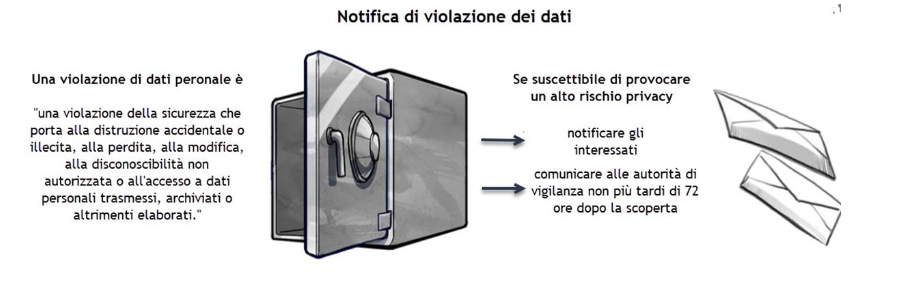 Notifica di violazione dei dati
Una violazione di dati peronale è
"una violazione della sicurezza che
porta alla distruzione accidentale o
illecita, alla perdita, alla modifica,
alla disconoscibilità non
autorizzata o all'accesso a dati
personali trasmessi, archiviati o
altrimenti elaborati."
Se suscettibile di provocare
un alto rischio privacy
notificare gli
interessati
comunicare alle autorità di
vigilanza non più tardi di 72
ore dopo la scoperta